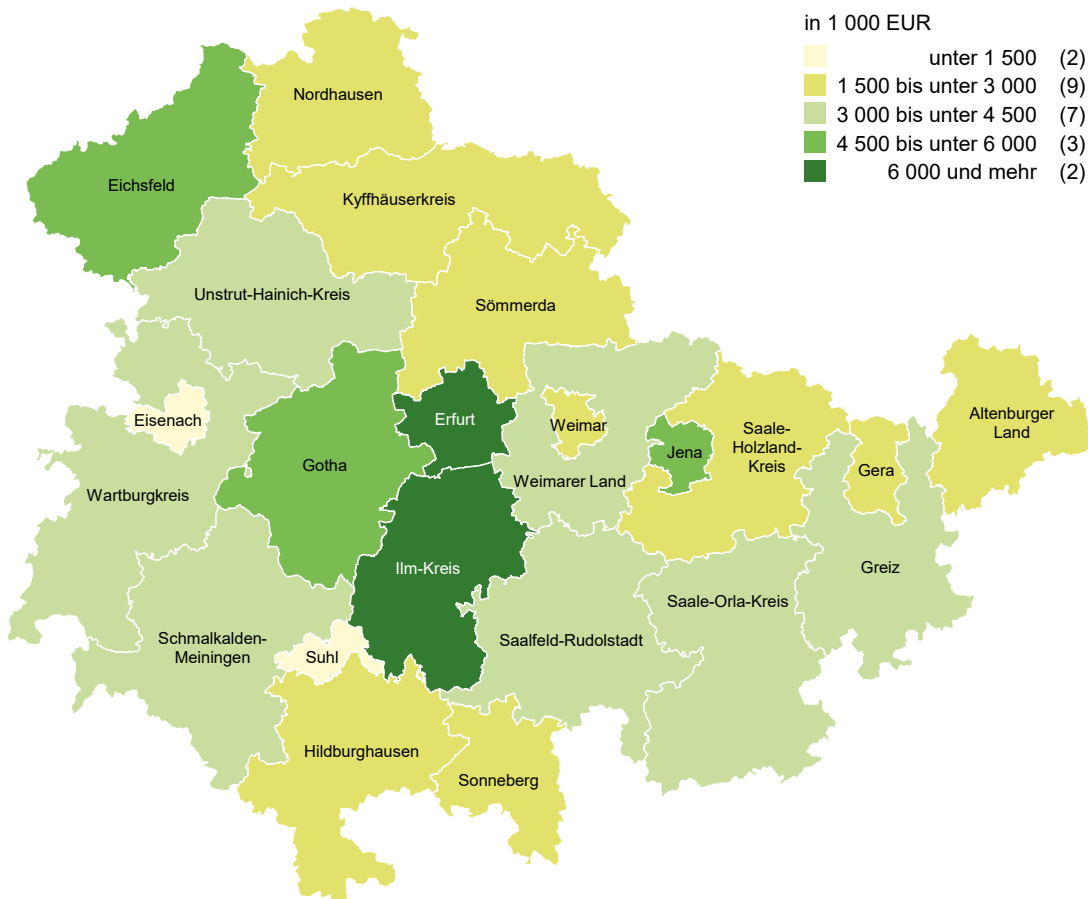 in 1 000 EUR
unter 1 500 (2)
1 500 bis unter 3 000 (9)
3 000 bis unter 4 500 (7)
4 500 bis unter 6 000 (3)
6 000 und mehr (2)
Nordhausen
Eichsfeld
Kyffhäuserkreis
Unstrut-Hainich-Kreis
Sömmerda
Eisenach
Erfurt
Weimar
Saale-
Holzland-
Kreis
Altenburger
Land
Gotha
Jena
Gera
Wartburgkreis
Weimarer Land
Ilm-Kreis
Greiz
Saale-Orla-Kreis
Schmalkalden-
Meiningen
Suhl
Saalfeld-Rudolstadt
Hildburghausen
Sonneberg